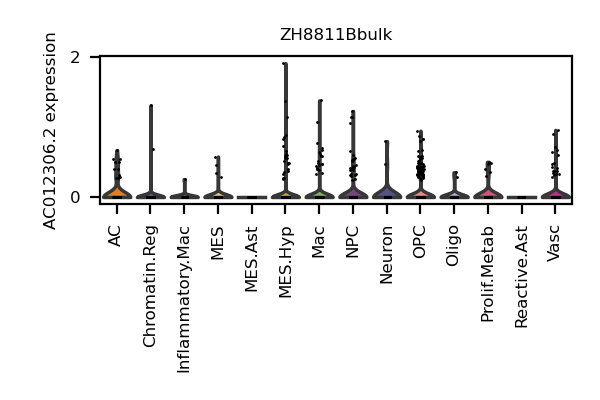 ZH8811Bbulk
AC012306.2 expression
2
0
AC
Chromatin.Reg
Inflammatory.Mac
MES
MES.Ast
MES.Hyp
Mac
NPC
Neuron
OPC
Oligo
Prolif.Metab
Reactive.Ast
Vasc